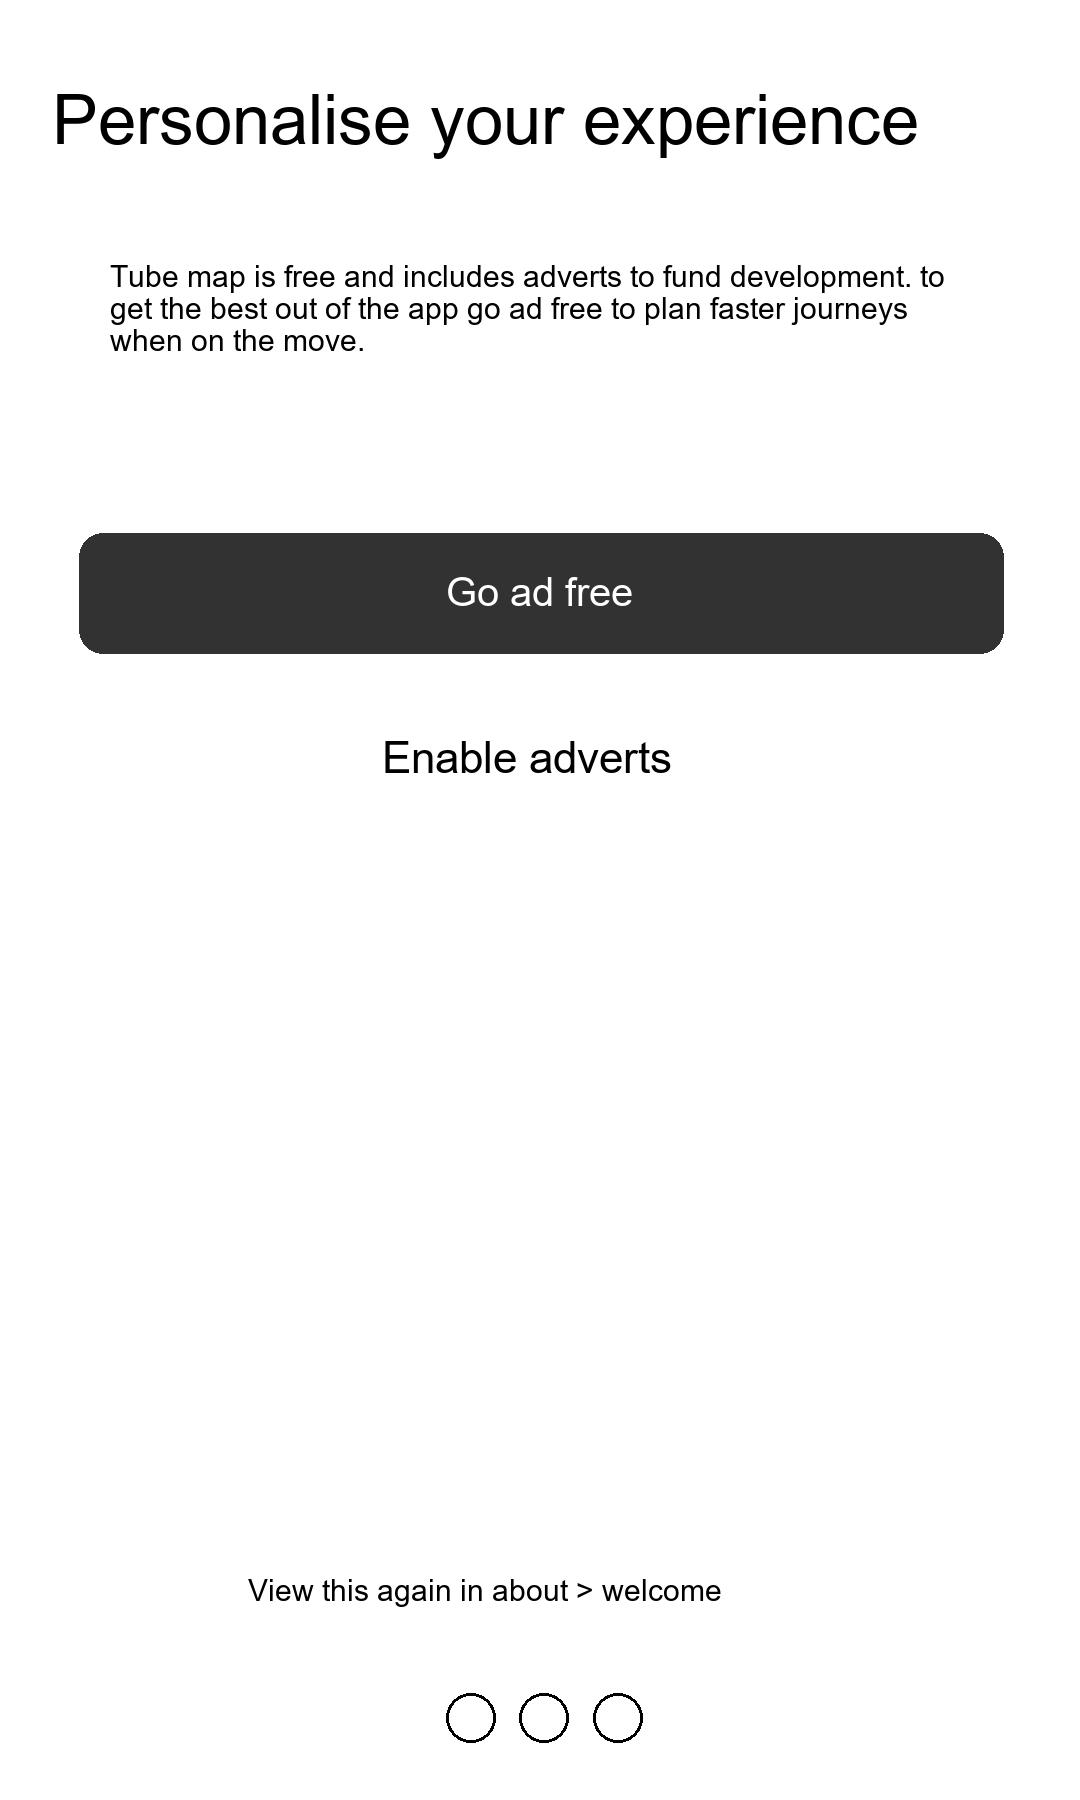 Personalise your experience
Tube map is free and includes adverts to fund development. to
get the best out of the app go ad free to plan faster journeys
when on the move.
Go ad free
Enable adverts
View this again in about > welcome